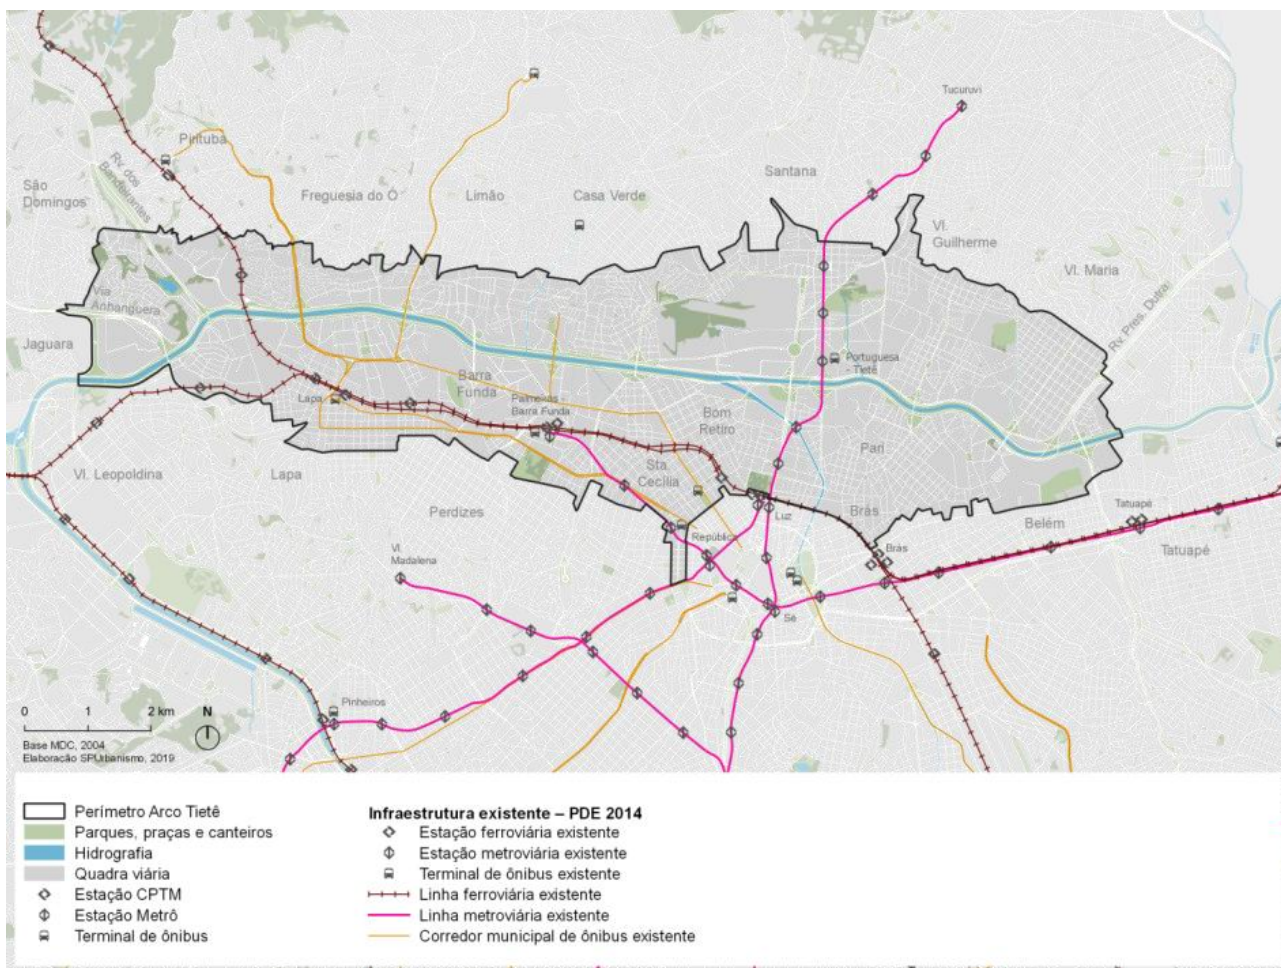 Tucuruvi
Pirituba
Rv. dos
Bandeirantes
São
Domingos
Freguesia do Ó
Limão
Casa Verde
Santana
Vl.
Guilherme
Vl. Maria
Via
Anhanguera
Rv. Pres. Dutra
Jaguara
Barra
Funda
Portuguesa
- Tietê
Lapa
Palmeiras -
Barra Funda
Bom
Retiro
Pari
Vl. Leopoldina
Lapa
Sta.
Cecília
Perdizes
Luz
Brás
Belém
Tatuapé
República
Brás
Tatuapé
Vl.
Madalena
Sé
Pinheiros
0 1 2 km N
Base MDC, 2004
Elaboração SPUrbanismo, 2019
Perímetro Arco Tietê
Parques, praças e canteiros
Hidrografia
Quadra viária
Estação CPTM
Estação Metrô
Terminal de ônibus
Infraestrutura existente – PDE 2014
Estação ferroviária existente
Estação metroviária existente
Terminal de ônibus existente
Linha ferroviária existente
Linha metroviária existente
Corredor municipal de ônibus existente